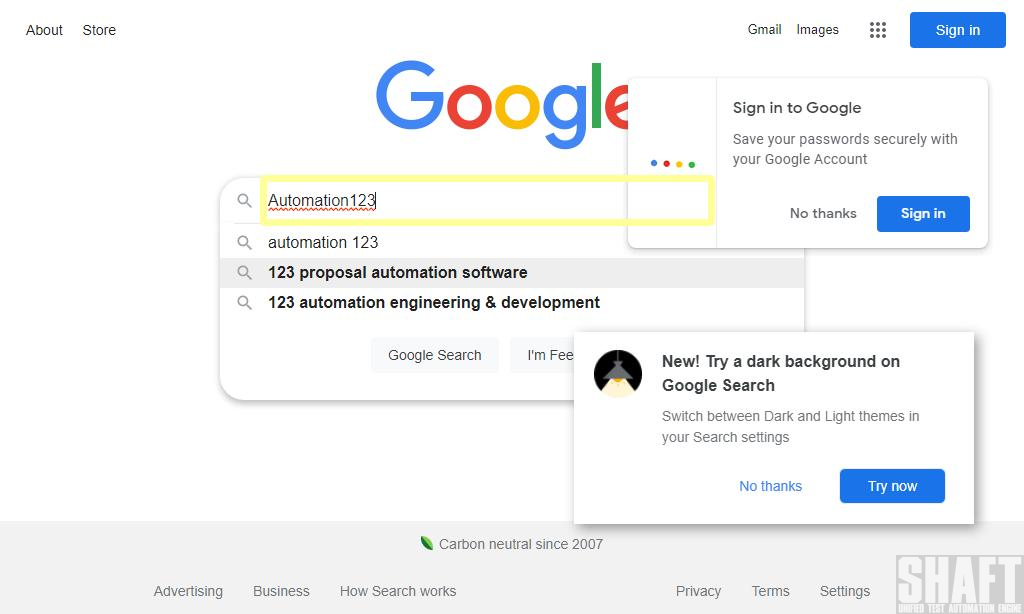 About Store
Gmail Images
Sign in
Google
Sign in to Google
Save your passwords securely with
your Google Account
No thanks
Sign in
Automation123
automation 123
123 proposal automation software
123 automation engineering & development
Google Search
I'm Fee
New! Try a dark background on
Google Search
Switch between Dark and Light themes in
your Search settings
No thanks
Try now
Carbon neutral since 2007
Advertising Business How Search works
Privacy Terms Settings
SHAFT
UNIFIED TEST AUTOMATION ENGINE